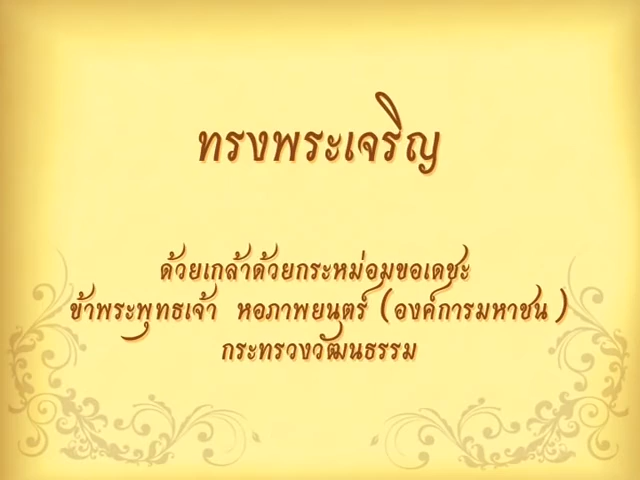 ทรงพระเจริญ
ด้วยเกล้าด้วยกระหม่อมขอเดชะ
ข้าพระพุทธเจ้า หอภาพยนตร์ (องค์การมหาชน )
กระทรวงวัฒนธรรม